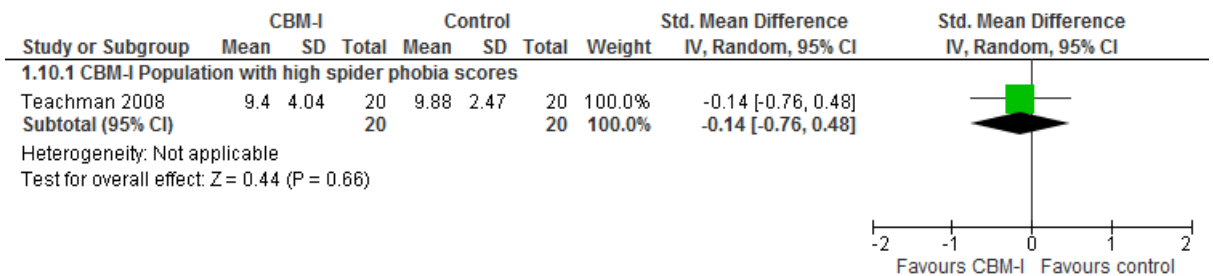 CBM-I Control Std. Mean Difference Std. Mean Difference
Study or Subgroup Mean SD Total Mean SD Total Weight IV, Random, 95% CI IV, Random, 95% CI
1.10.1 CBM-I Population with high spider phobia scores
Teachman 2008 9.4 4.04 20 9.88 2.47 20 100.0% -0.14 [-0.76, 0.48]
Subtotal (95% CI) 20 20 100.0% -0.14 [-0.76, 0.48]
Heterogeneity: Not applicable
Test for overall effect: Z = 0.44 (P = 0.66)
-2 -1 0 1 2
Favours CBM-I Favours control